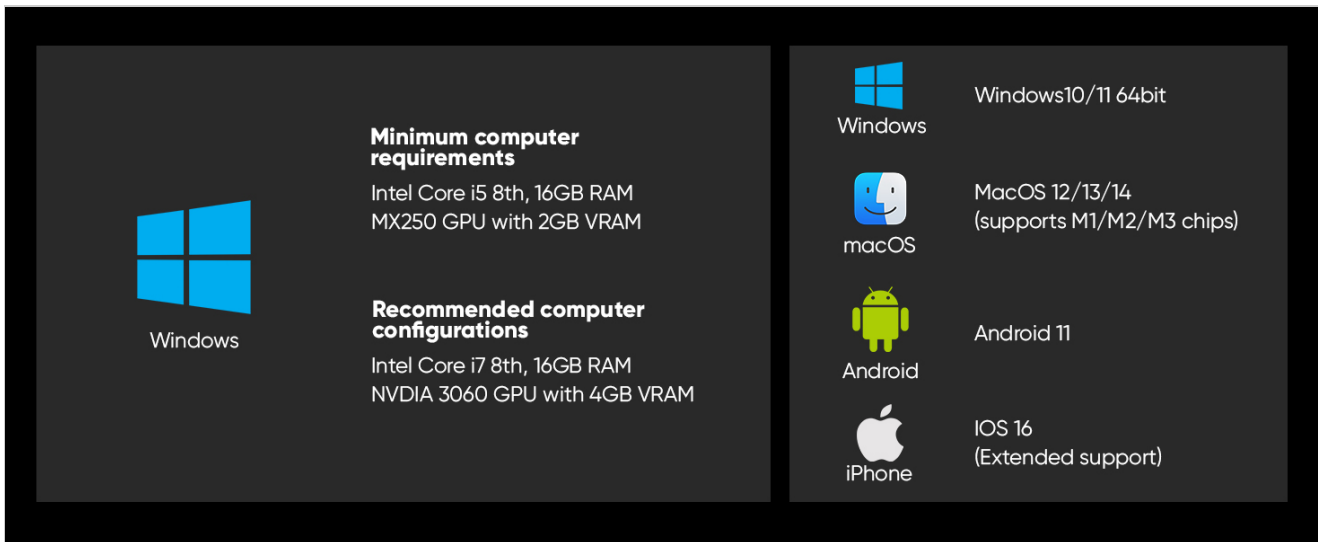 Windows
Minimum computer
requirements
Intel Core i5 8th, 16GB RAM
MX250 GPU with 2GB VRAM
Recommended computer
configurations
Intel Core i7 8th, 16GB RAM
NVDIA 3060 GPU with 4GB VRAM
Windows
Windows10/11 64bit
macOS
MacOS 12/13/14
(supports M1/M2/M3 chips)
Android
Android 11
iPhone
IOS 16
(Extended support)